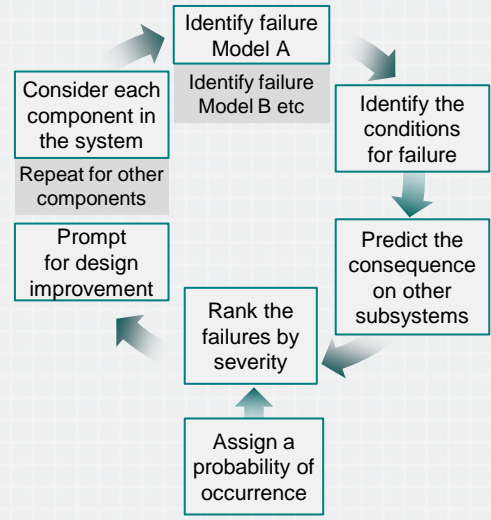 Identify failure
Model A
Identify failure
Model B etc
Consider each
component in
the system
Repeat for other
components
Identify the
conditions
for failure
Predict the
consequence
on other
subsystems
Rank the
failures by
severity
Assign a
probability of
occurrence
Prompt
for design
improvement